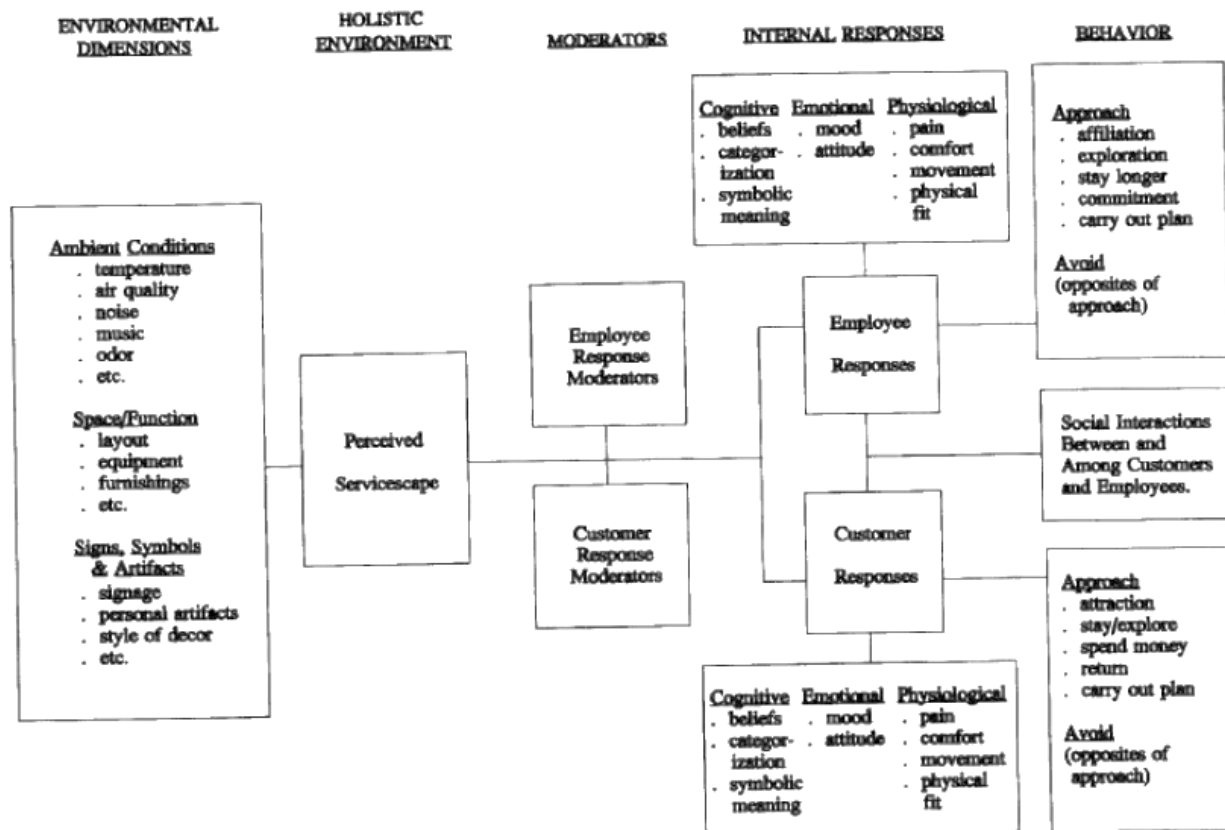 ENVIRONMENTAL
DIMENSIONS
HOLISTIC
ENVIRONMENT
MODERATORS
INTERNAL RESPONSES
BEHAVIOR
Ambient Conditions
. temperature
. air quality
. noise
. music
. odor
. etc.
Space/Function
. layout
. equipment
. furnishings
. etc.
Signs, Symbols
& Artifacts
. signage
. personal artifacts
. style of decor
. etc.
Perceived
Servicescape
Employee
Response
Moderators
Customer
Response
Moderators
Cognitive
. beliefs
. categor-
ization
. symbolic
meaning
Emotional
. mood
. attitude
Physiological
. pain
. comfort
. movement
. physical
fit
Employee
Responses
Customer
Responses
Cognitive
. beliefs
. categor-
ization
. symbolic
meaning
Emotional
. mood
. attitude
Physiological
. pain
. comfort
. movement
. physical
fit
Approach
. affiliation
. exploration
. stay longer
. commitment
. carry out plan
Avoid
(opposites of
approach)
Social Interactions
Between and
Among Customers
and Employees.
Approach
. attraction
. stay/explore
. spend money
. return
. carry out plan
Avoid
(opposites of
approach)